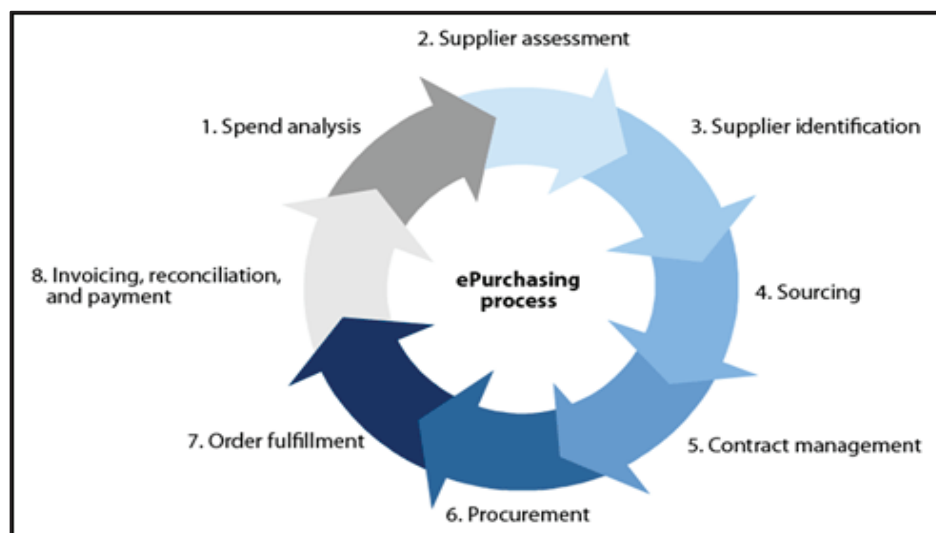 2. Supplier assessment
1. Spend analysis
3. Supplier identification
8. Invoicing, reconciliation,
and payment
ePurchasing
process
4. Sourcing
7. Order fulfillment
5. Contract management
6. Procurement